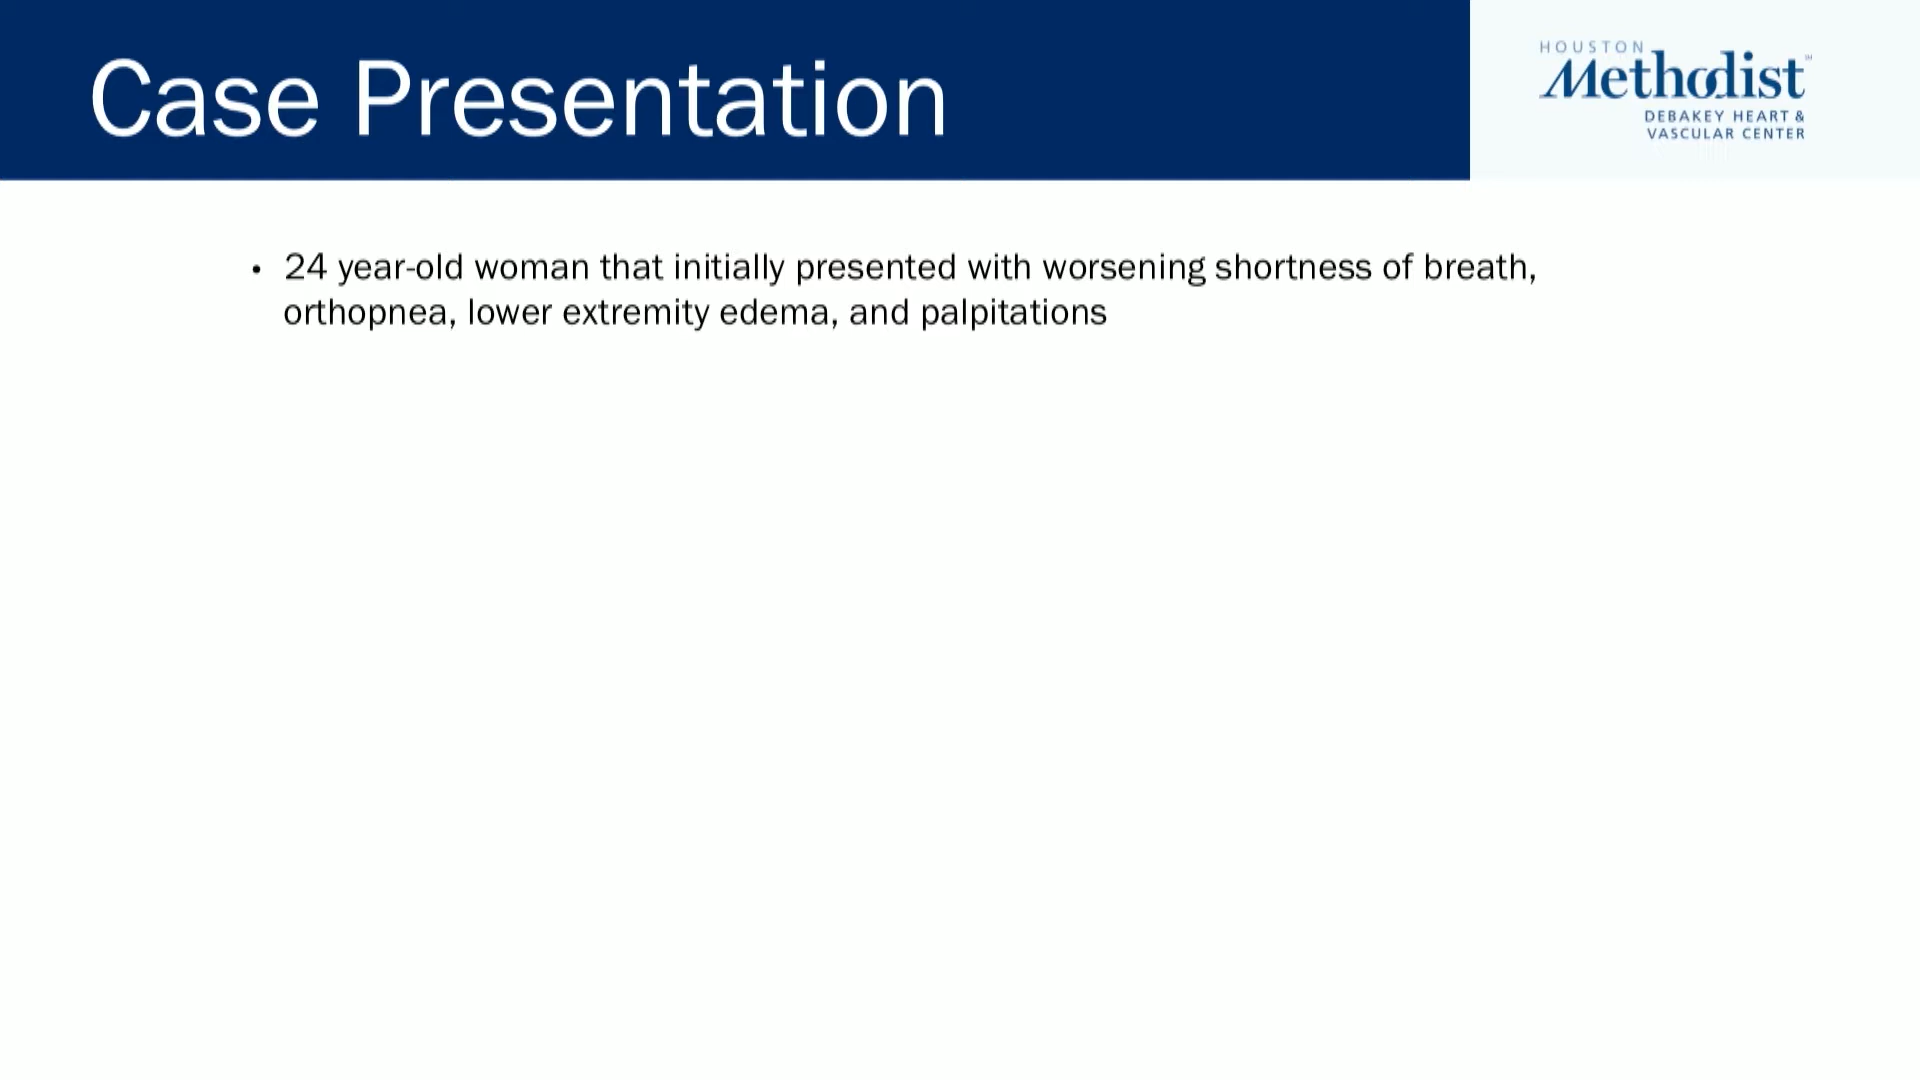 Case Presentation
HOUSTON
Methodist
DEBAKEY HEART &
VASCULAR CENTER
• 24 year-old woman that initially presented with worsening shortness of breath,
orthopnea, lower extremity edema, and palpitations